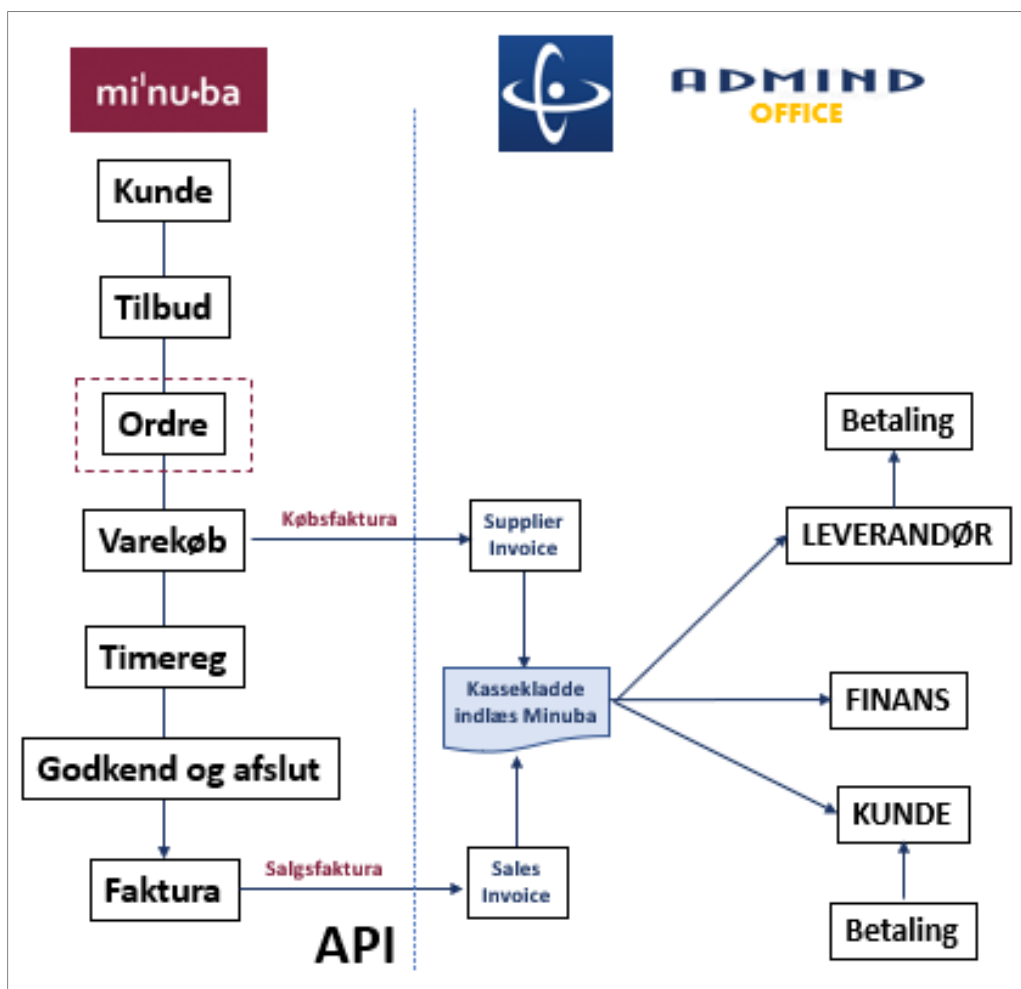 mi'nu·ba
ADMIND
OFFICE
Kunde
Tilbud
Ordre
Varekøb
Timereg
Godkend og afslut
Faktura
Købsfaktura
Salgsfaktura
API
Supplier
Invoice
Kassekladde
indlæs Minuba
Sales
Invoice
Betaling
LEVERANDØR
FINANS
KUNDE
Betaling